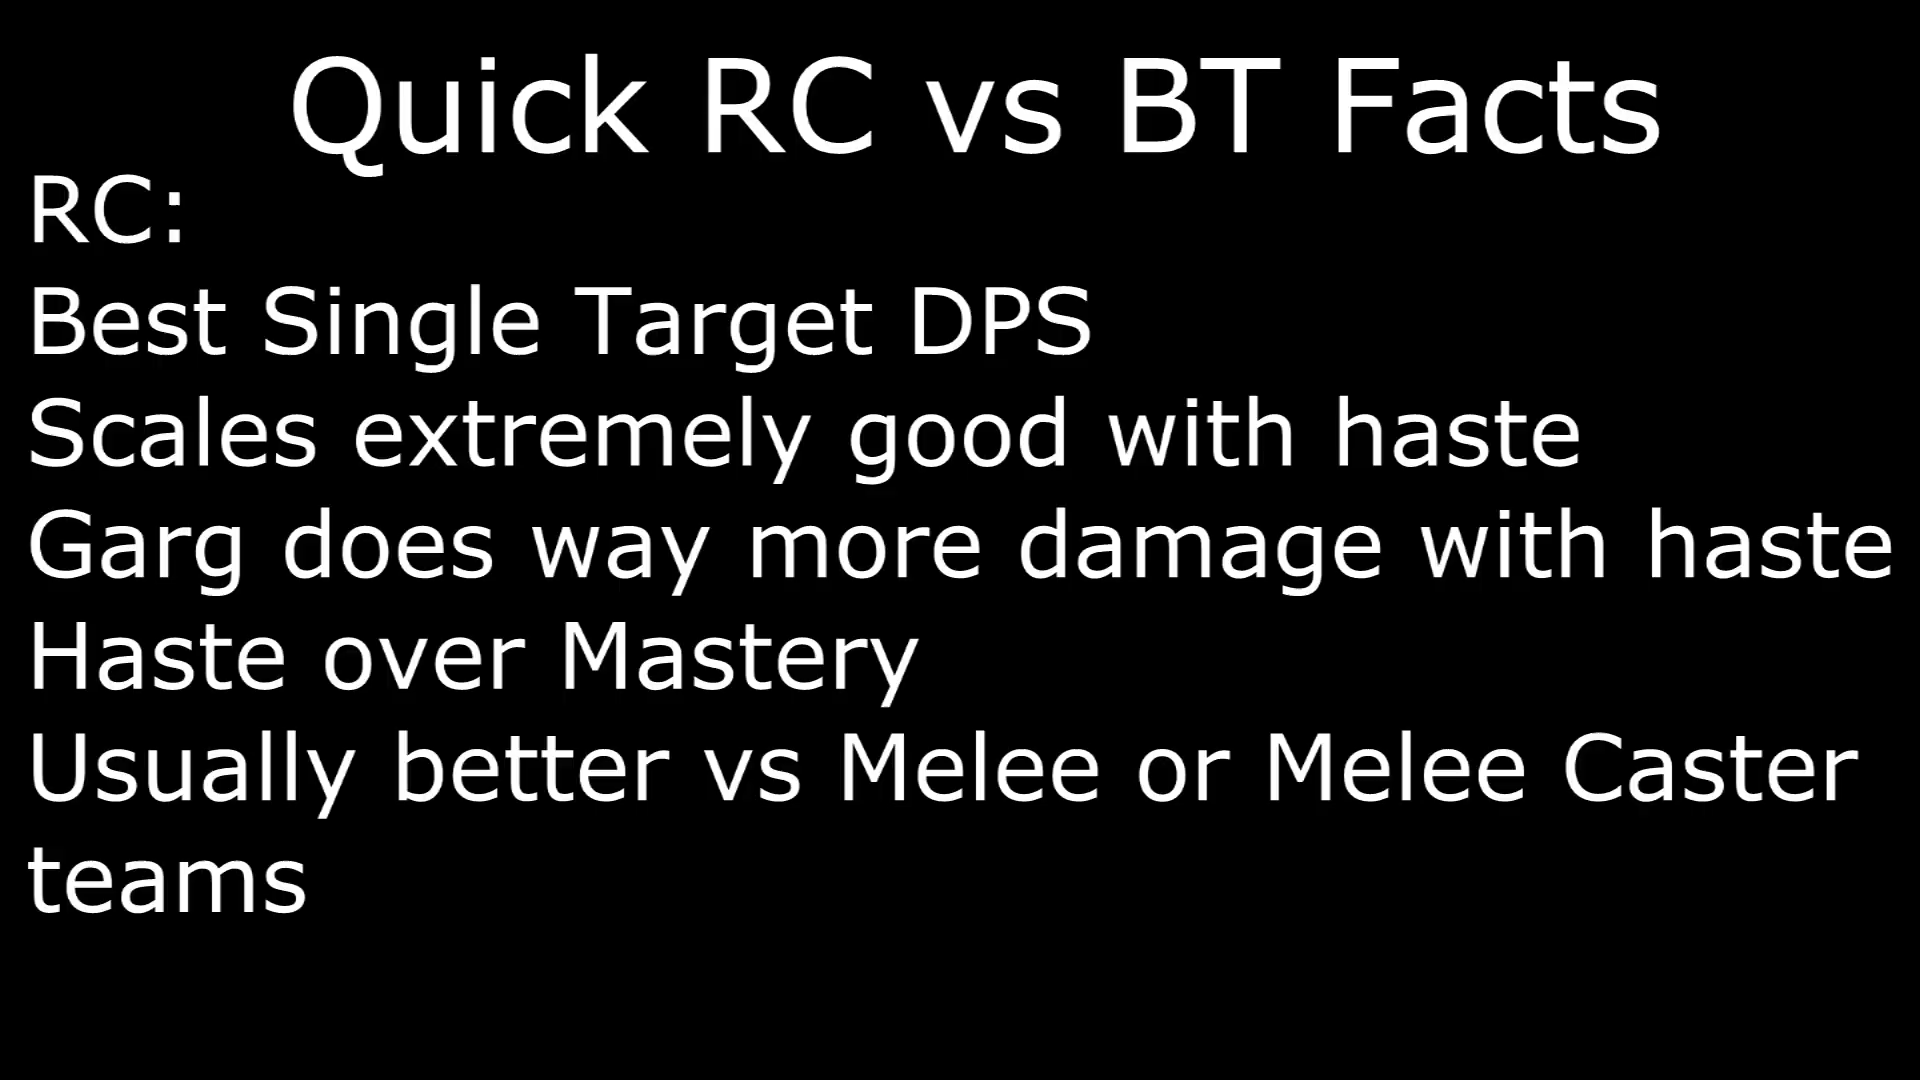 Quick RC vs BT Facts
RC:
Best Single Target DPS
Scales extremely good with haste
Garg does way more damage with haste
Haste over Mastery
Usually better vs Melee or Melee Caster
teams